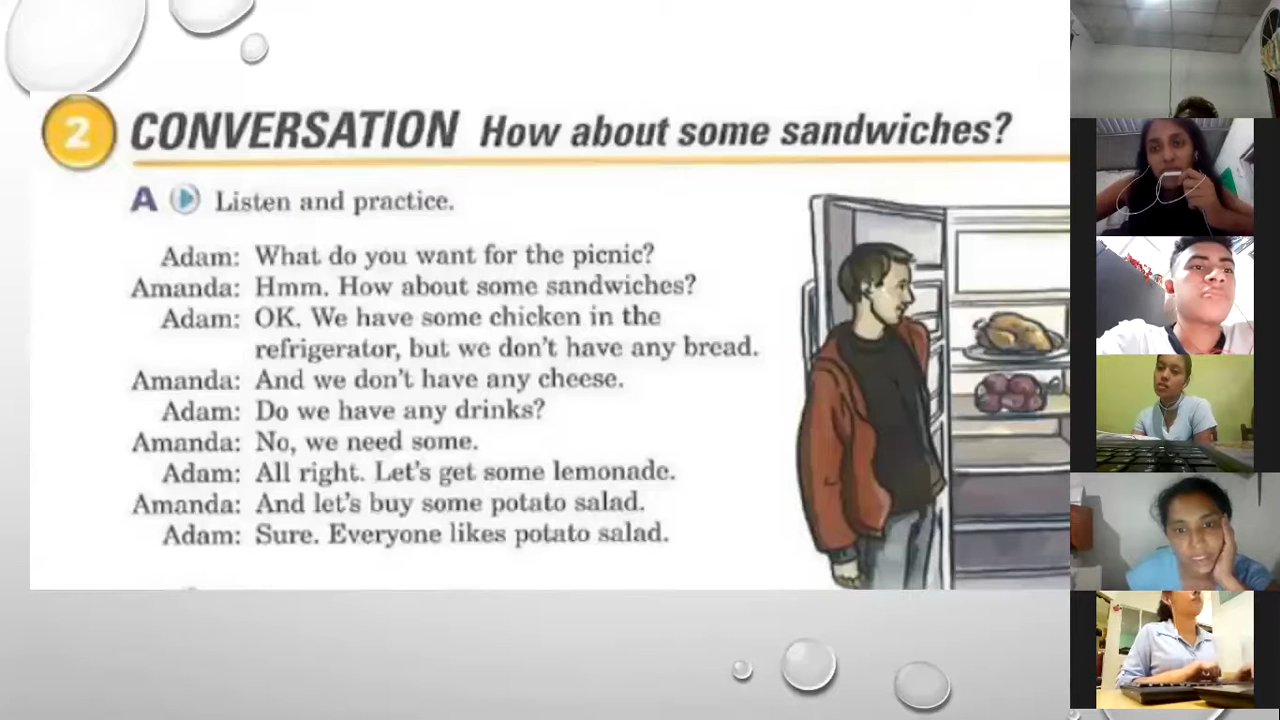 2 CONVERSATION How about some sandwiches?
A Listen and practice.
Adam: What do you want for the picnic?
Amanda: Hmm. How about some sandwiches?
Adam: OK. We have some chicken in the
refrigerator, but we don't have any bread.
Amanda: And we don't have any cheese.
Adam: Do we have any drinks?
Amanda: No, we need some.
Adam: All right. Let's get some lemonade.
Amanda: And let's buy some potato salad.
Adam: Sure. Everyone likes potato salad.